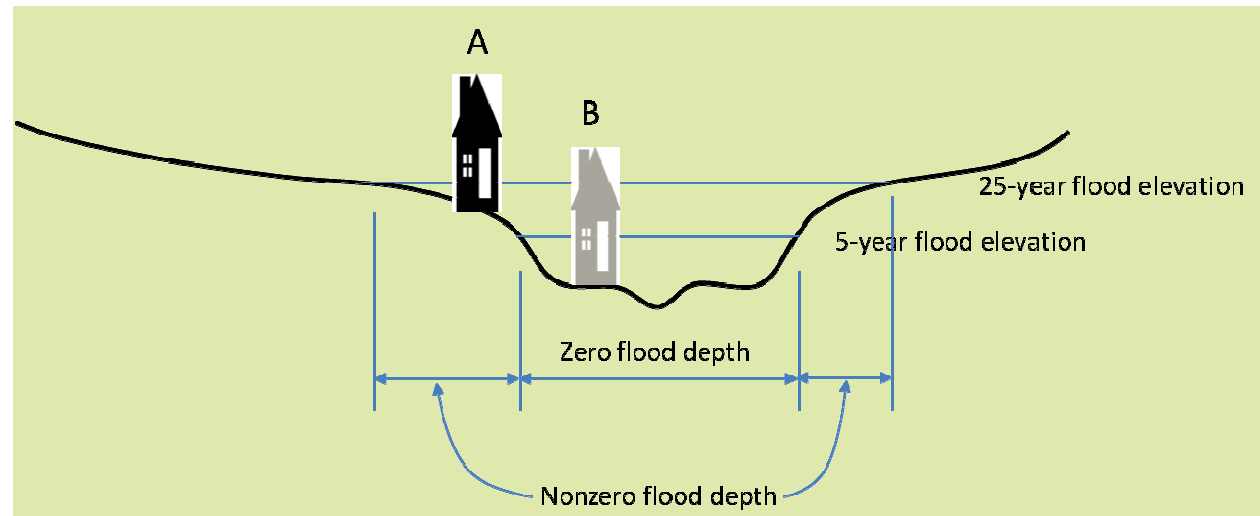 A
B
25-year flood elevation
5-year flood elevation
Zero flood depth
Nonzero flood depth